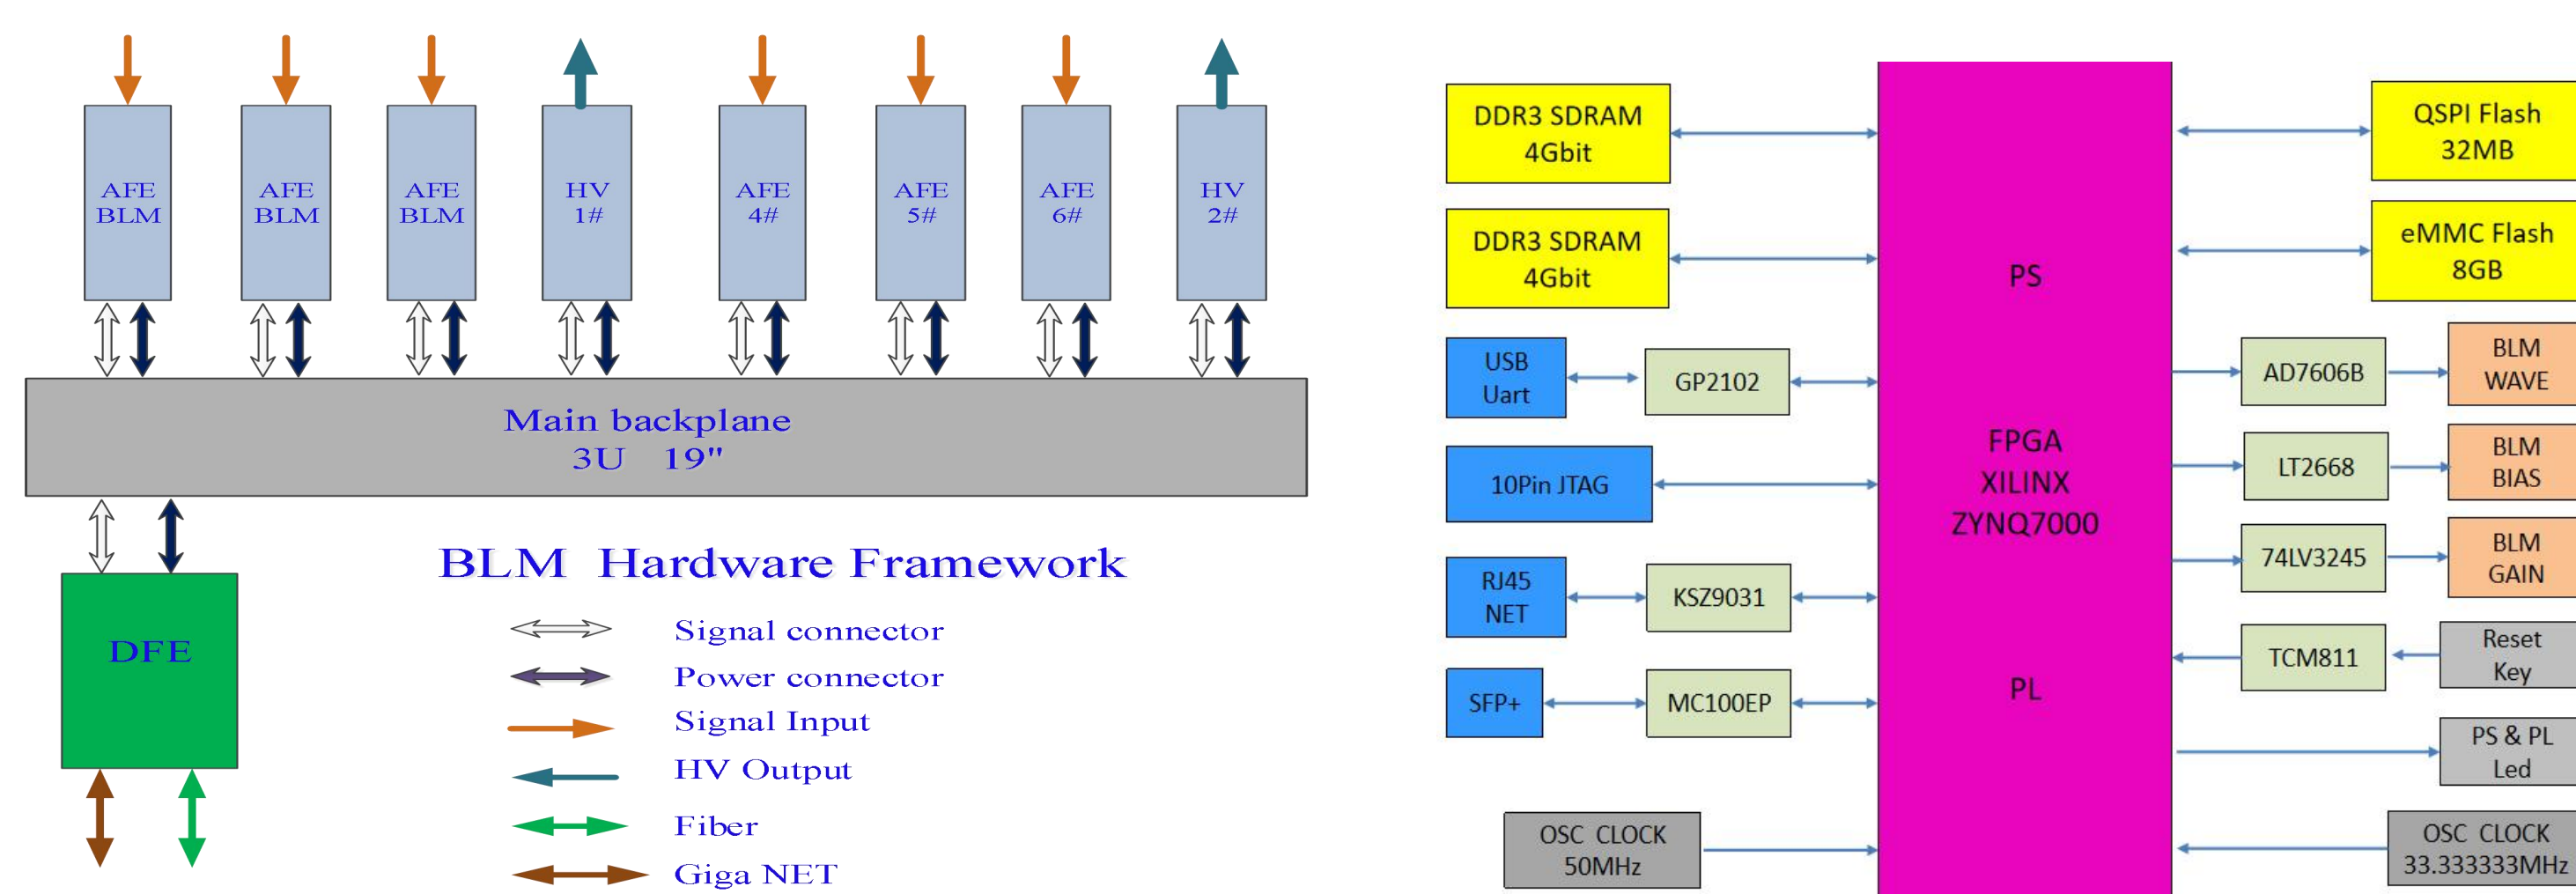 AFE
BLM
AFE
BLM
AFE
BLM
HV
1#
AFE
4#
AFE
5#
AFE
6#
HV
2#
Main backplane
3U 19"
DFE
BLM Hardware Framework
Signal connector
Power connector
Signal Input
HV Output
Fiber
Giga NET
DDR3 SDRAM
4Gbit
DDR3 SDRAM
4Gbit
USB
Uart
GP2102
10Pin JTAG
RJ45
NET
KSZ9031
SFP+
MC100EP
OSC CLOCK
50MHz
PS
FPGA
XILINX
ZYNQ7000
PL
QSPI Flash
32MB
eMMC Flash
8GB
AD7606B
BLM
WAVE
LT2668
BLM
BIAS
74LV3245
BLM
GAIN
TCM811
Reset
Key
PS & PL
Led
OSC CLOCK
33.333333MHz